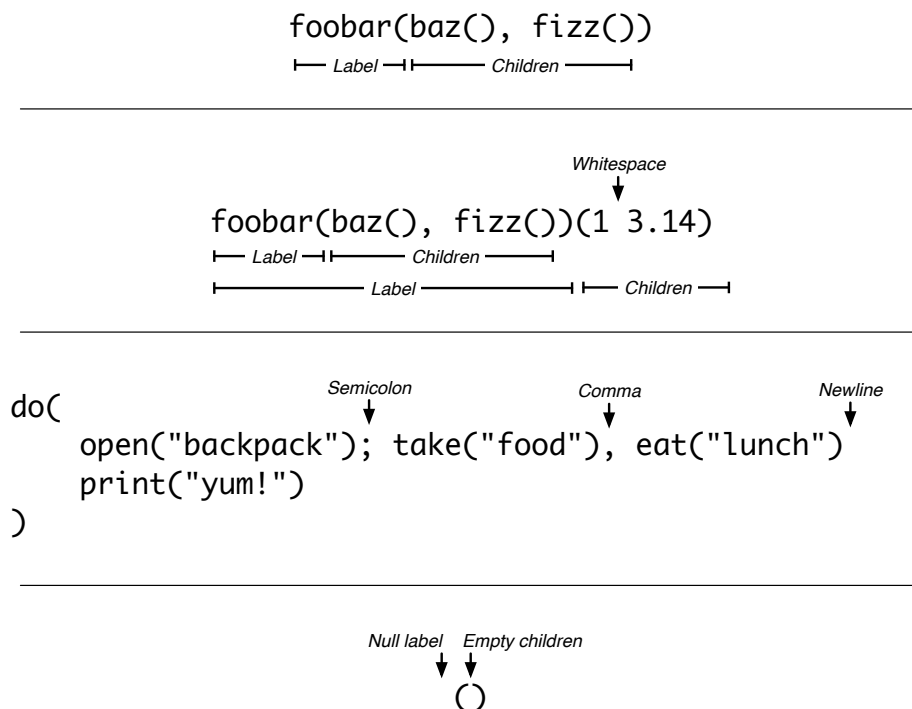 foobar(baz(), fizz())
Label Children
Whitespace
foobar(baz(), fizz())(1 3.14)
Label Children
Label Children
Semicolon Comma Newline
do(
open("backpack"); take("food"), eat("lunch")
print("yum!")
)
Null label Empty children
()